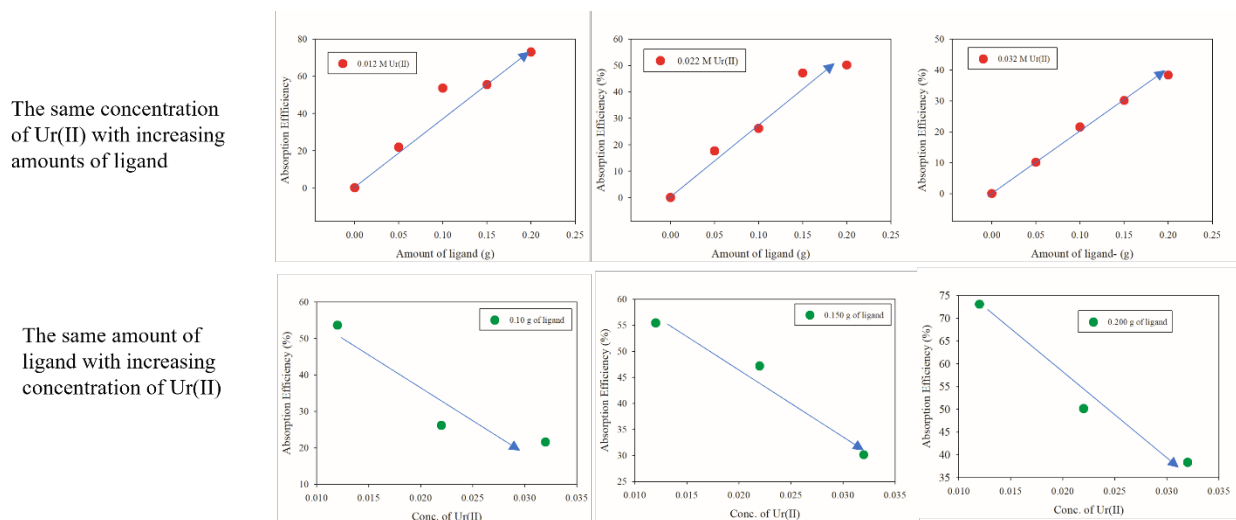 The same concentration
of Ur(II) with increasing
amounts of ligand
80
60
40
20
0
Absorption Effliciency
0.012 M Ur(II)
0.00 0.05 0.10 0.15 0.20 0.25
Amount of ligand (g)
60
50
40
30
20
10
0
Absorption Efficiency (%)
0.022 M Ur(II)
0.00 0.05 0.10 0.15 0.20 0.25
Amount of ligand (g)
50
40
30
20
10
0
Absorption Efficiency (%)
0.032 M Ur(II)
0.00 0.05 0.10 0.15 0.20 0.25
Amount of ligand- (g)
The same amount of
ligand with increasing
concentration of Ur(II)
60
50
40
30
20
10
Absorption Efficiency (%)
0.10 g of ligand
0.010 0.015 0.020 0.025 0.030 0.035
Conc. of Ur(II)
60
55
50
45
40
35
30
25
Absorption Efficiency (%)
0.150 g of ligand
0.010 0.015 0.020 0.025 0.030 0.035
Conc. of Ur(II)
75
70
65
60
55
50
45
40
35
Absorption Efficiency (%)
0.200 g of ligand
0.010 0.015 0.020 0.025 0.030 0.035
Conc. of Ur(II)